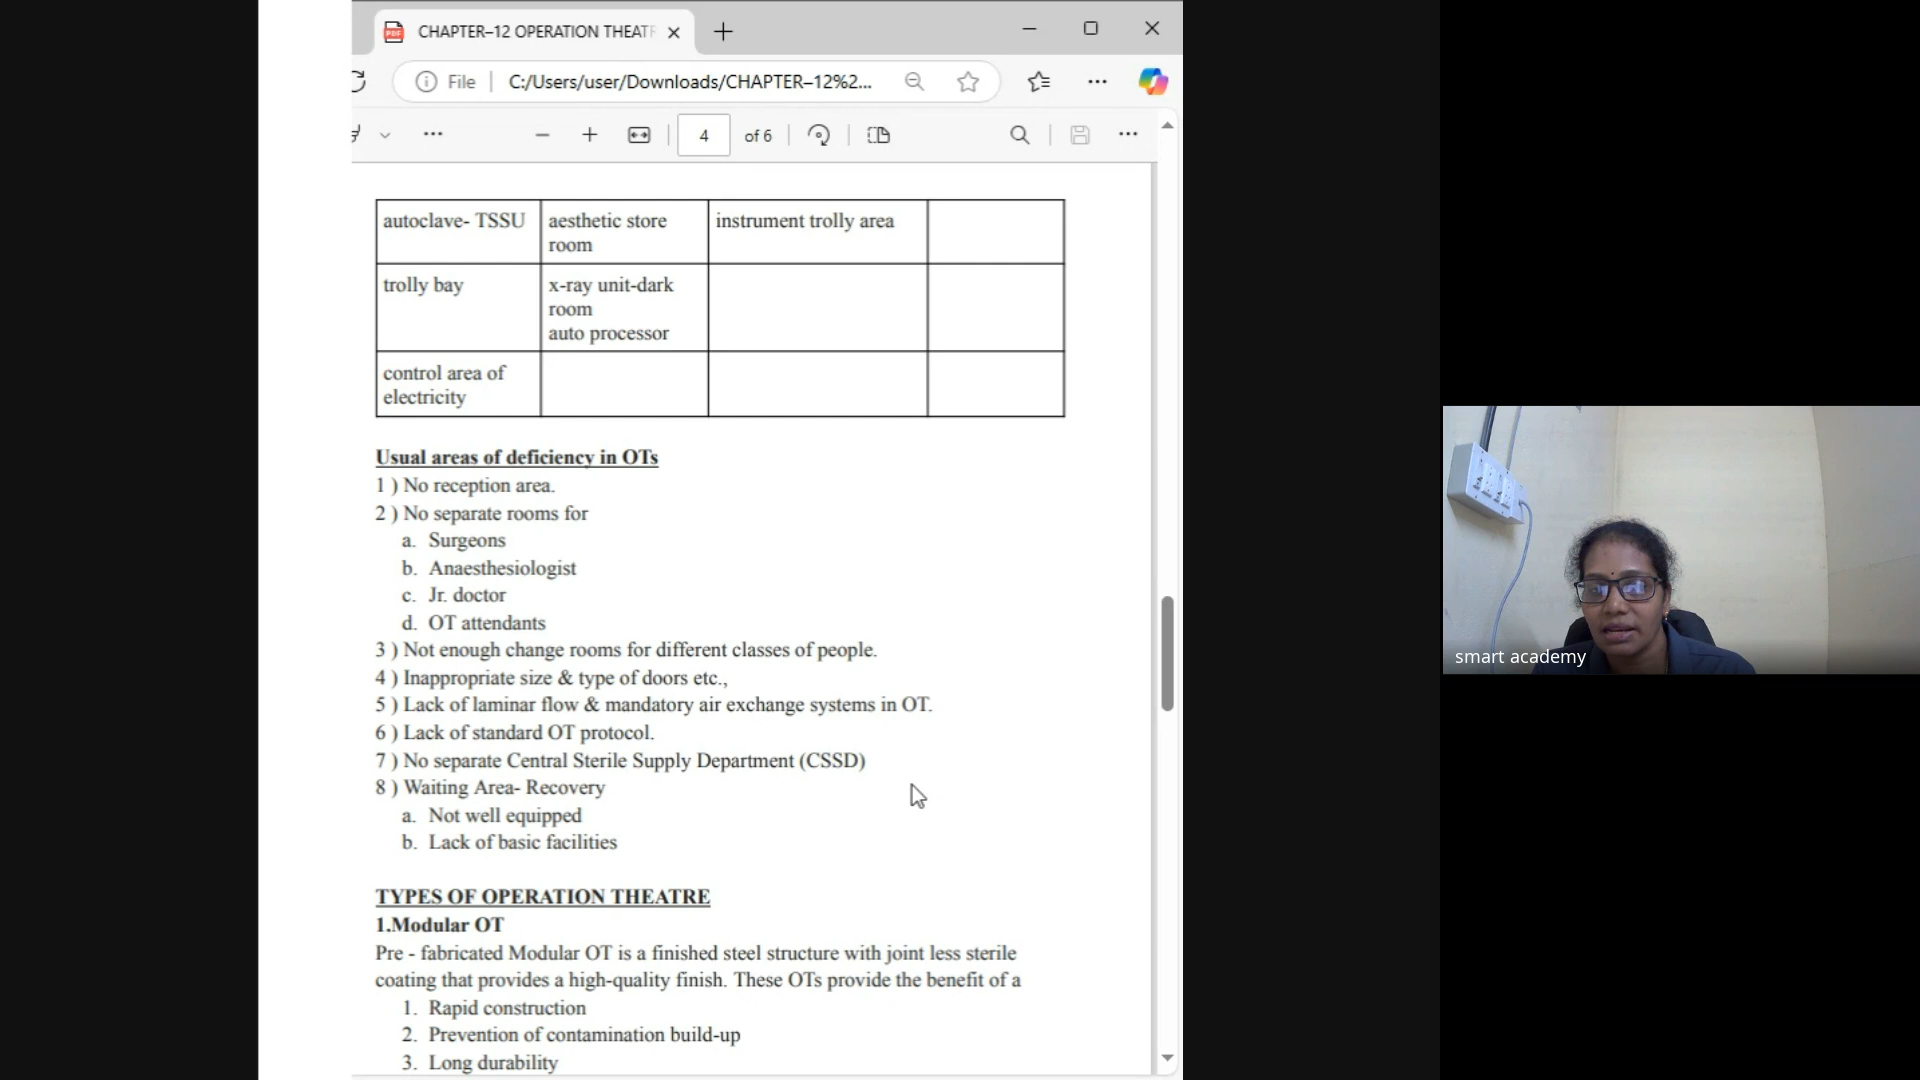 CHAPTER–12 OPERATION THEAT
File
C:/Users/user/Downloads/CHAPTER–12%2...
4 of 6
autoclave- TSSU
aesthetic store
room
instrument trolly area
trolly bay
x-ray unit-dark
room
auto processor
control area of
electricity
Usual areas of deficiency in OTs
1 ) No reception area.
2 ) No separate rooms for
a. Surgeons
b. Anaesthesiologist
c. Jr. doctor
d. OT attendants
3 ) Not enough change rooms for different classes of people.
4 ) Inappropriate size & type of doors etc.,
5 ) Lack of laminar flow & mandatory air exchange systems in OT.
6 ) Lack of standard OT protocol.
7 ) No separate Central Sterile Supply Department (CSSD)
8 ) Waiting Area- Recovery
a. Not well equipped
b. Lack of basic facilities
TYPES OF OPERATION THEATRE
1.Modular OT
Pre - fabricated Modular OT is a finished steel structure with joint less sterile
coating that provides a high-quality finish. These OTs provide the benefit of a
1. Rapid construction
2. Prevention of contamination build-up
3. Long durability
smart academy